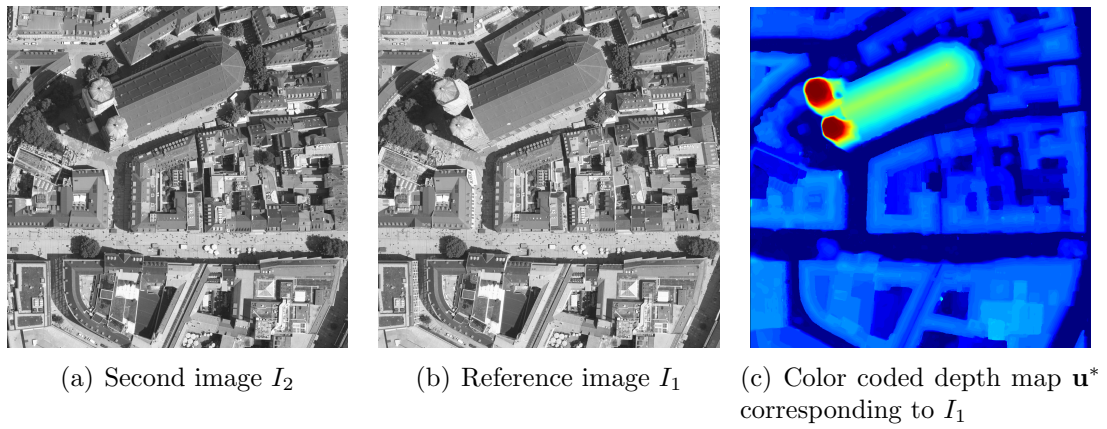 (a) Second image I₂
(b) Reference image I₁
(c) Color coded depth map u*
corresponding to I₁